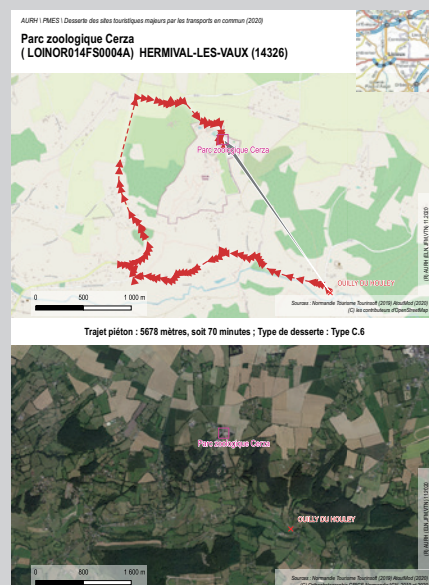 AURH \ PMES \ Desserte des sites touristiques majeurs par les transports en commun (2020)
Parc zoologique Cerza
( LOINOR014FS0004A) HERMIVAL-LES-VAUX (14326)
Parc zoologique Cerza
OUILLY DU HOULEY
0 500 1 000 m
Sources : Normandie Tourisme Tourinsoft (2019) AtouMod (2020)
(C) les contributeurs d'OpenStreetMap
Trajet piéton : 5678 mètres, soit 70 minutes ; Type de desserte : Type C.6
Parc zoologique Cerza
OUILLY DU HOULEY
0 800 1 600 m
Sources : Normandie Tourisme Tourinsoft (2019) AtouMod (2020)